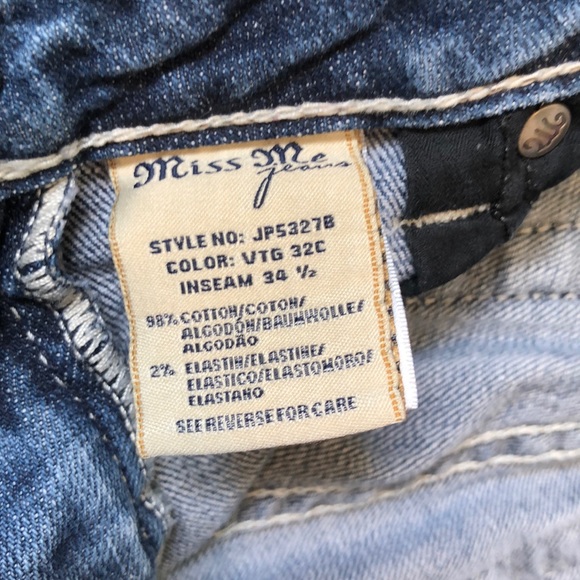 Miss Me
jeans
STYLE NO: JP5327B
COLOR: VTG 32C
INSEAM 34 ½
98% COTTON/COTON/
ALGODÓN/BAUMWOLLE/
ALGODÃO
2% ELASTIN/ELASTINE/
ELASTICO/ELASTOMORO/
ELASTANO
SEE REVERSE FOR CARE
M